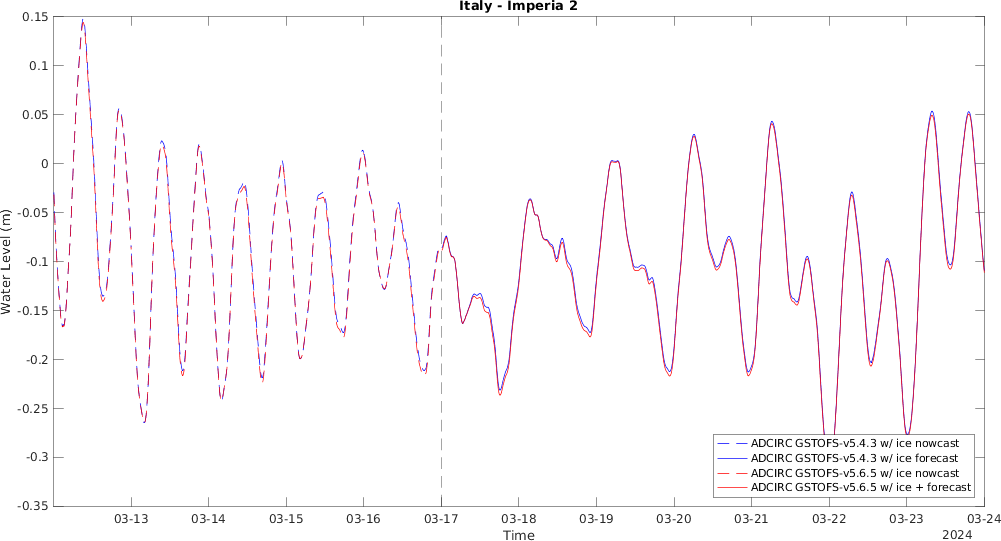 Italy - Imperia 2
0.15
0.1
0.05
0
-0.05
-0.1
-0.15
-0.2
-0.25
-0.3
-0.35
Water Level (m)
ADCIRC GSTOFS-v5.4.3 w/ ice nowcast
ADCIRC GSTOFS-v5.4.3 w/ ice forecast
ADCIRC GSTOFS-v5.6.5 w/ ice nowcast
ADCIRC GSTOFS-v5.6.5 w/ ice + forecast
03-13 03-14 03-15 03-16 03-17 03-18 03-19 03-20 03-21 03-22 03-23 03-24
Time
2024